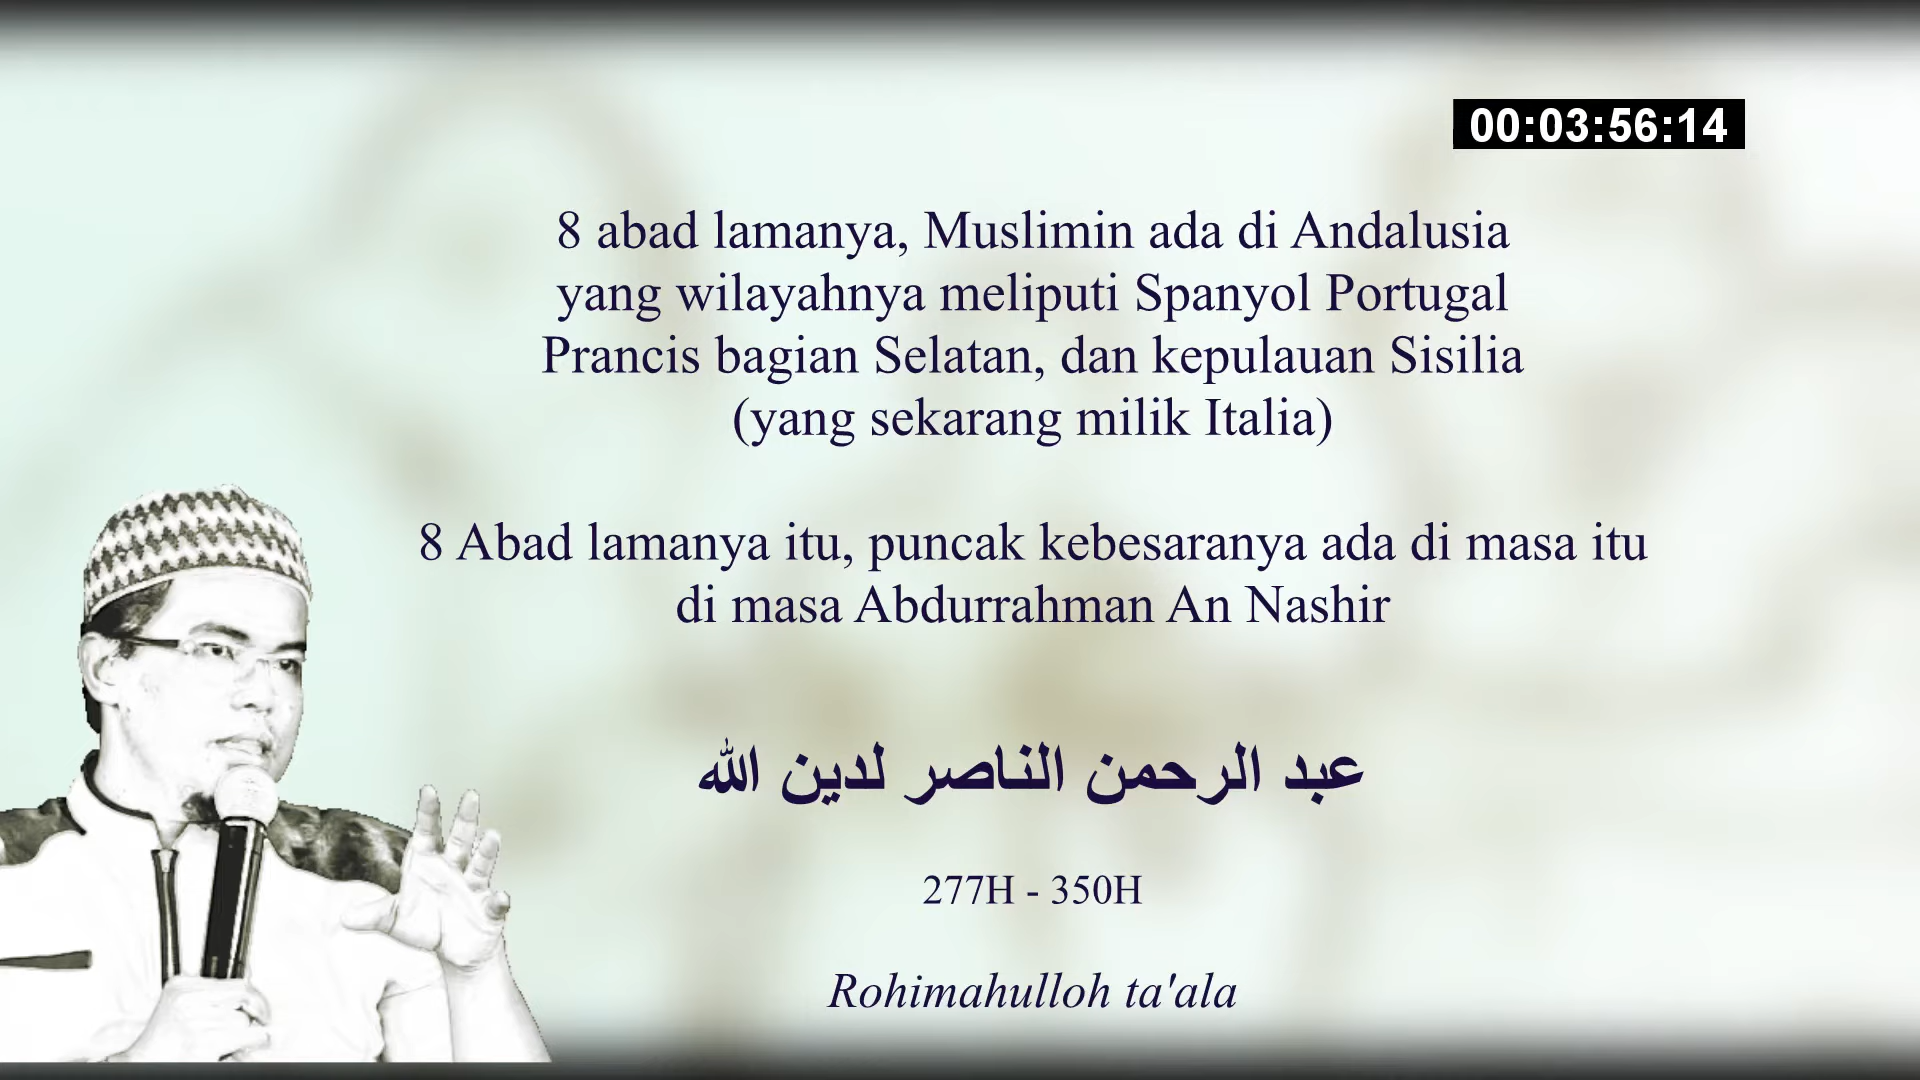 00:03:56:14
8 abad lamanya, Muslimin ada di Andalusia
yang wilayahnya meliputi Spanyol Portugal
Prancis bagian Selatan, dan kepulauan Sisilia
(yang sekarang milik Italia)
8 Abad lamanya itu, puncak kebesaranya ada di masa itu
di masa Abdurrahman An Nashir
عبد الرحمن الناصر لدين الله
277H - 350H
Rohimahulloh ta'ala